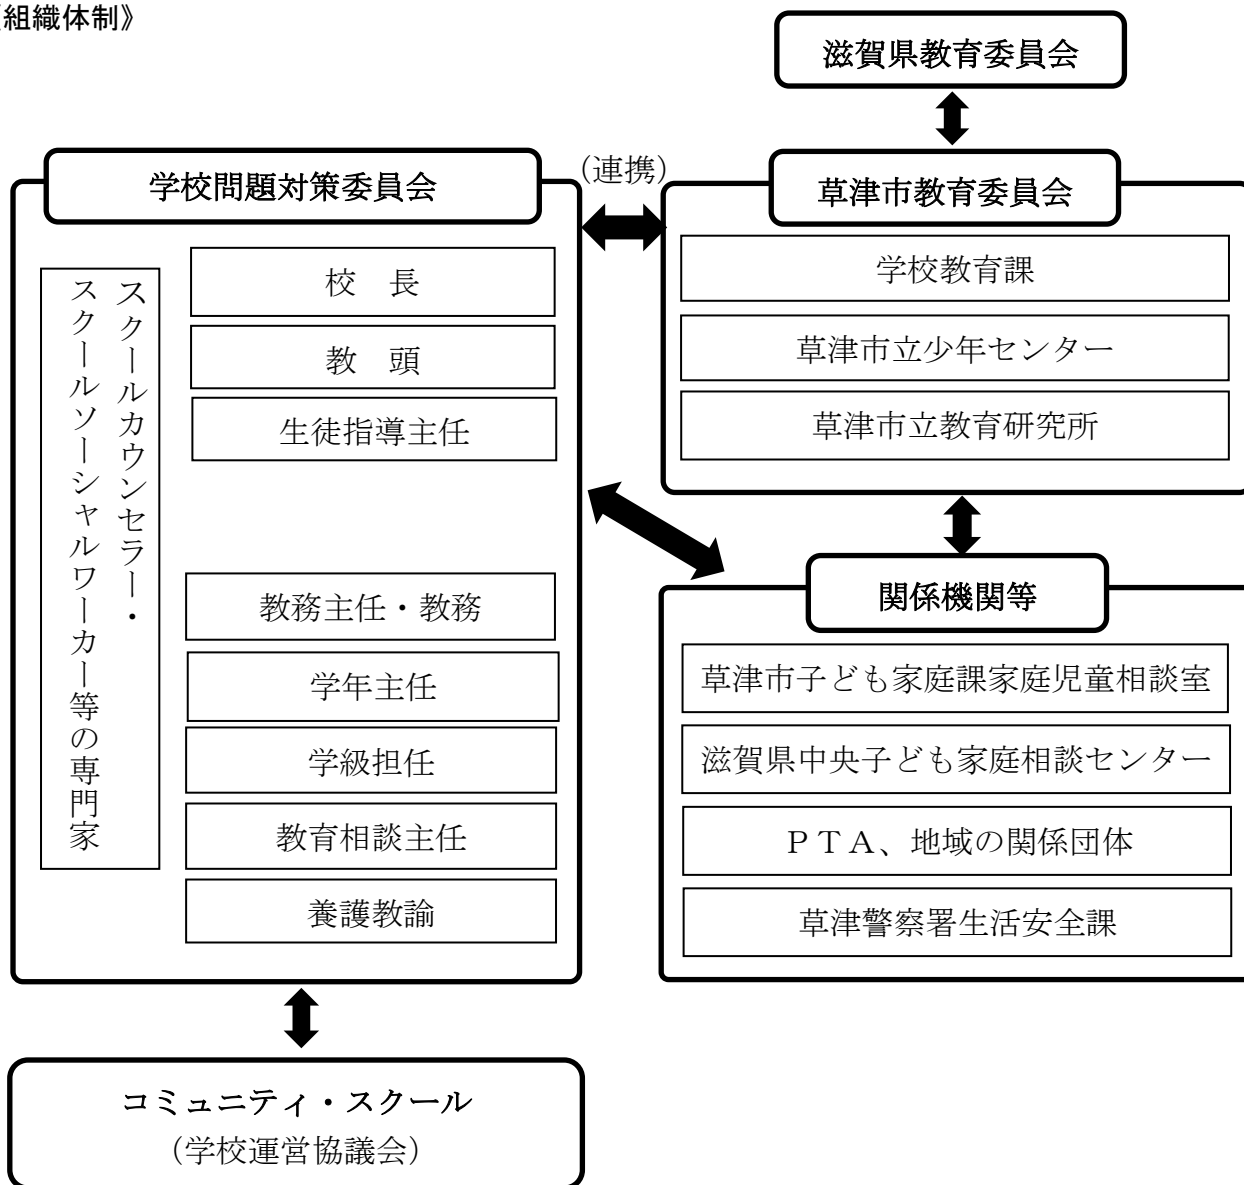 《組織体制》
滋賀県教育委員会
学校問題対策委員会
(連携)
草津市教育委員会
スクールカウンセラー・
スクールソーシャルワーカー等の専門家
校　長
教　頭
生徒指導主任
教務主任・教務
学年主任
学級担任
教育相談主任
養護教諭
学校教育課
草津市立少年センター
草津市立教育研究所
関係機関等
草津市子ども家庭課家庭児童相談室
滋賀県中央子ども家庭相談センター
ＰＴＡ、地域の関係団体
草津警察署生活安全課
コミュニティ・スクール
（学校運営協議会）